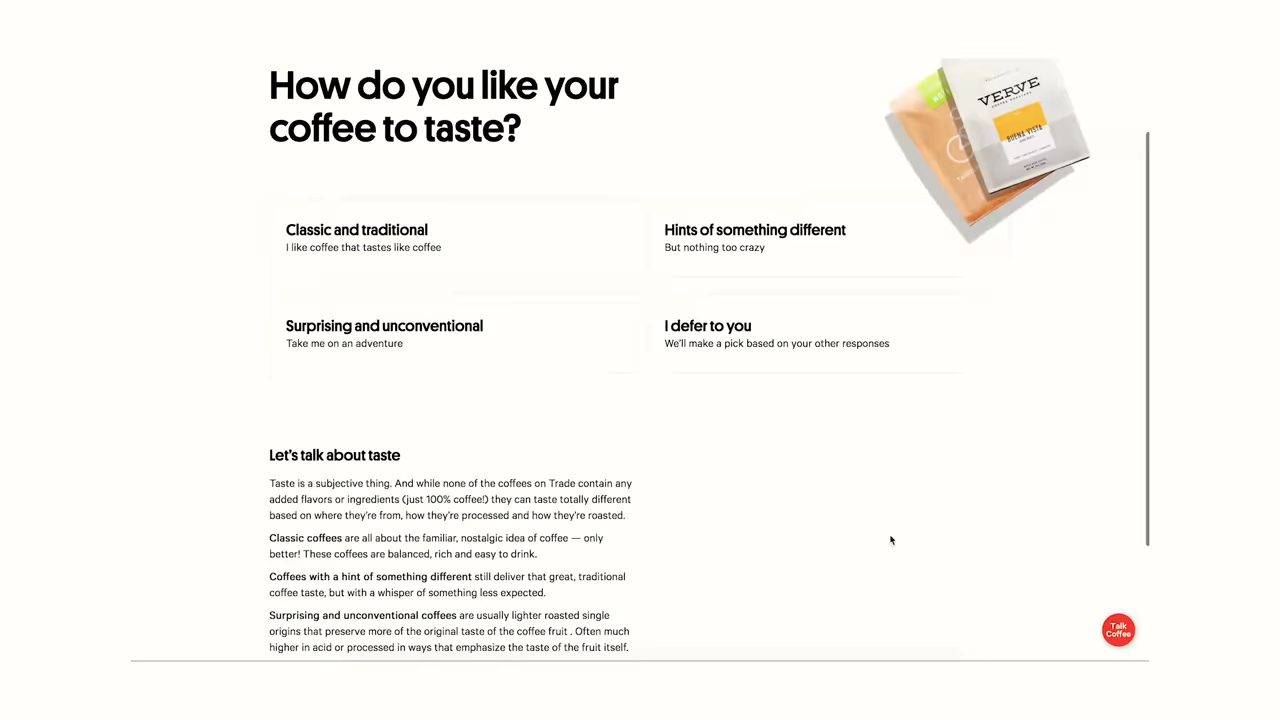 How do you like your
coffee to taste?
VERVE
COFFEE ROASTERS
BUENA VISTA
Classic and traditional
I like coffee that tastes like coffee
Hints of something different
But nothing too crazy
Surprising and unconventional
Take me on an adventure
I defer to you
We'll make a pick based on your other responses
Let's talk about taste
Taste is a subjective thing. And while none of the coffees on Trade contain any
added flavors or ingredients (just 100% coffee!) they can taste totally different
based on where they're from, how they're processed and how they're roasted.
Classic coffees are all about the familiar, nostalgic idea of coffee — only
better! These coffees are balanced, rich and easy to drink.
Coffees with a hint of something different still deliver that great, traditional
coffee taste, but with a whisper of something less expected.
Surprising and unconventional coffees are usually lighter roasted single
origins that preserve more of the original taste of the coffee fruit . Often much
higher in acid or processed in ways that emphasize the taste of the fruit itself.
Talk
Coffee